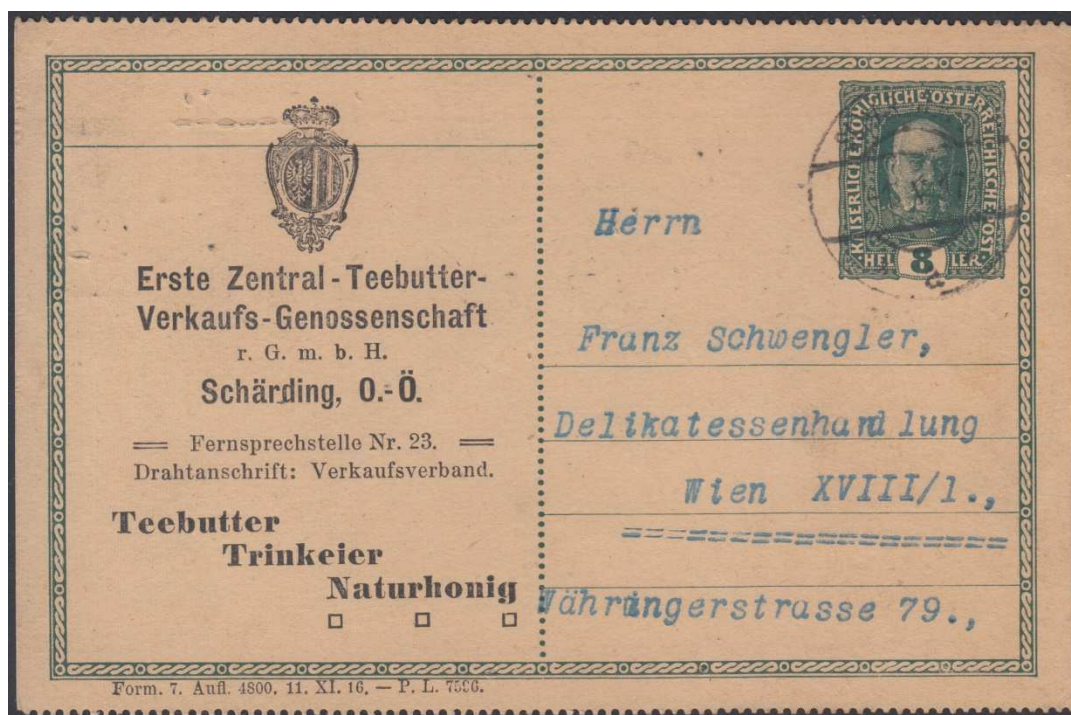 Erste Zentral-Teebutter-
Verkaufs-Genossenschaft
r. G. m. b. H.
Schärding, O.-Ö.
Fernsprechstelle Nr. 23.
Drahtanschrift: Verkaufsverband.
Teebutter
Trinkeier
Naturhonig
KAISERLICHE KÖNIGLICHE ÖSTERREICHISCHE POST
8
HELLER
Herrn
Franz Schwengler,
Delikatessenhandlung
Wien XVIII/1.,
Währingerstrasse 79.,
Form. 7. Aufl. 4800. 11. XI. 16. — P. L. 7596.